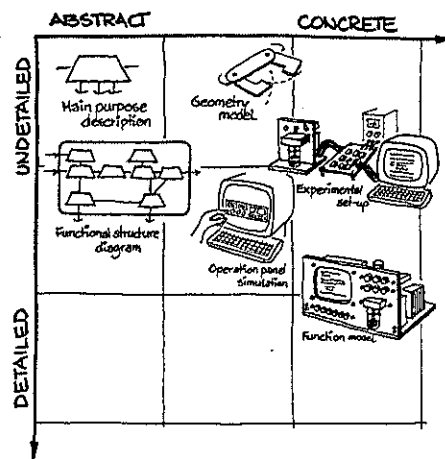 ABSTRACT
CONCRETE
UNDETAILED
DETAILED
Main purpose
description
Geometry
model
Experimental
set-up
Functional structure
diagram
Operation panel
simulation
Function model